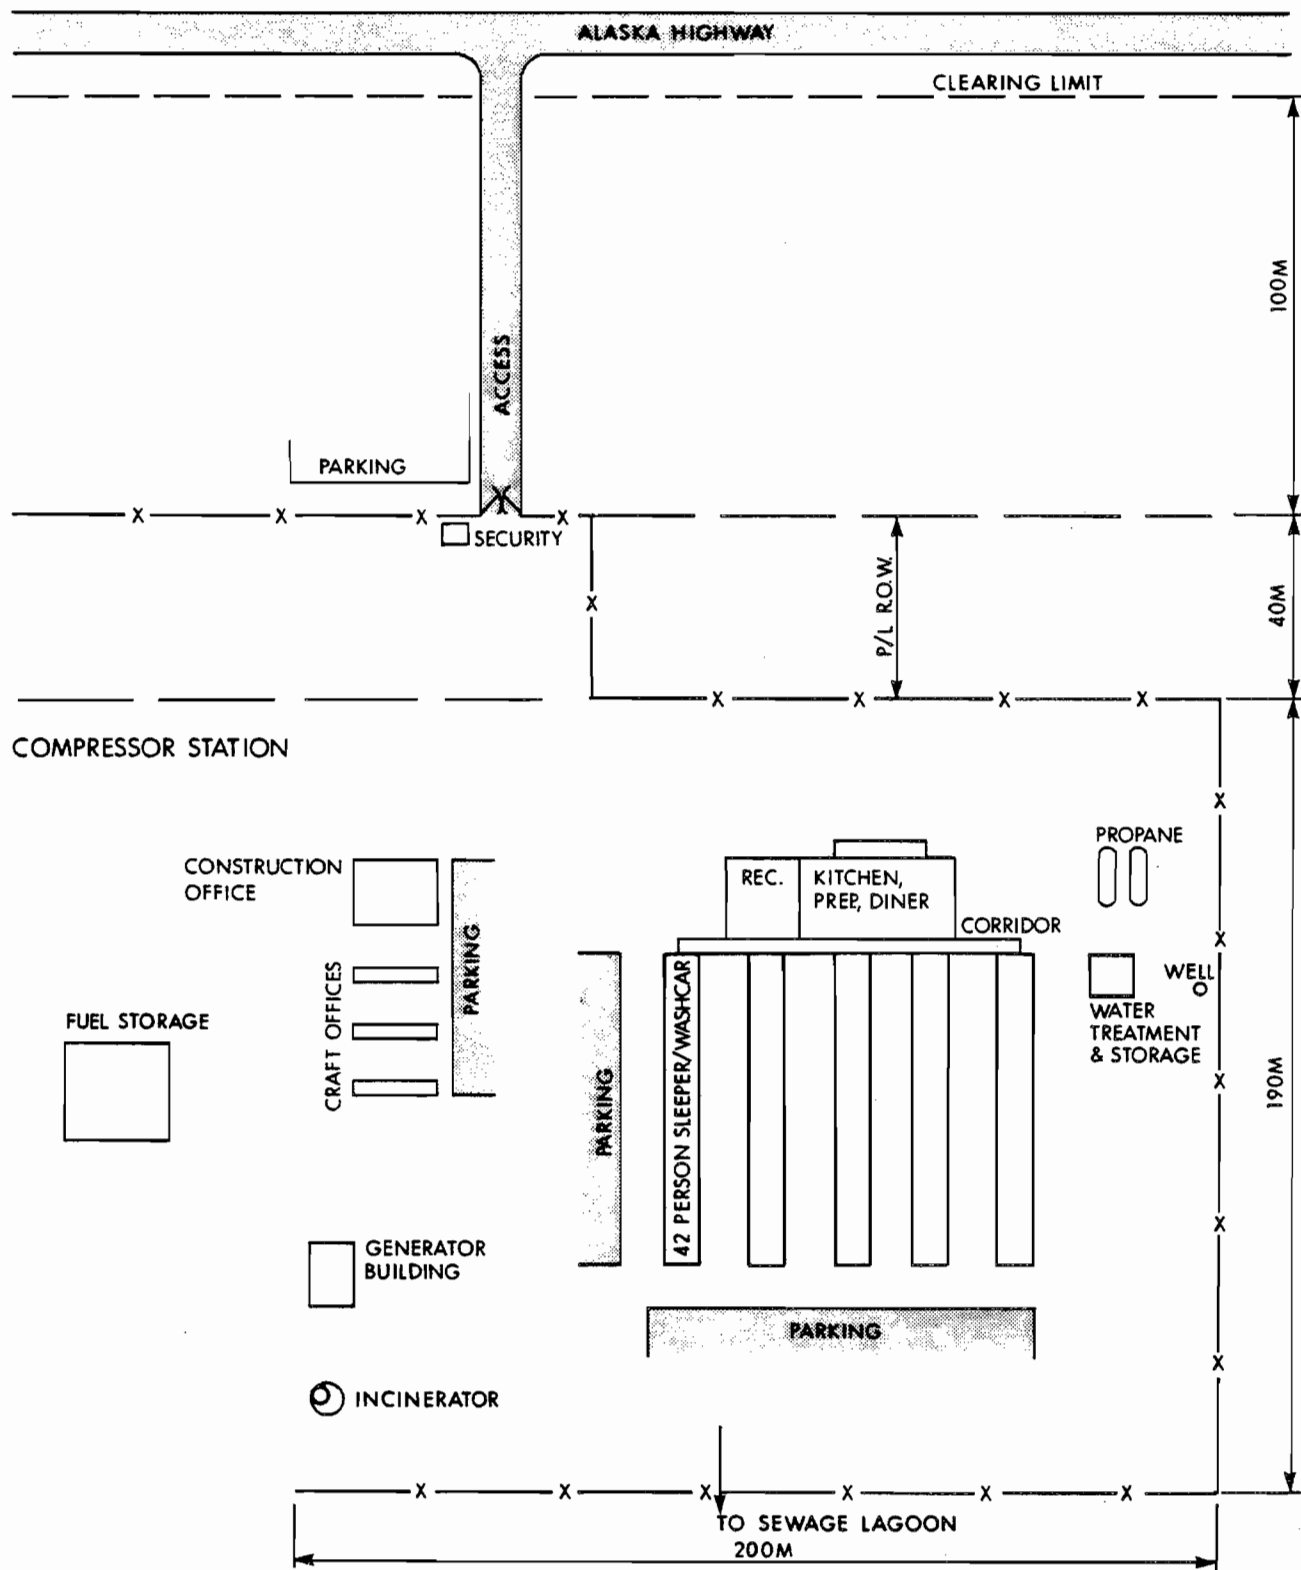 ALASKA HIGHWAY
CLEARING LIMIT
100M
ACCESS
PARKING
SECURITY
P/L R.O.W.
40M
COMPRESSOR STATION
CONSTRUCTION
OFFICE
PARKING
REC.
KITCHEN,
PREP, DINER
CORRIDOR
PROPANE
WELL
WATER
TREATMENT
& STORAGE
FUEL STORAGE
CRAFT OFFICES
PARKING
42 PERSON SLEEPER/WASHCAR
190M
GENERATOR
BUILDING
PARKING
INCINERATOR
TO SEWAGE LAGOON
200M